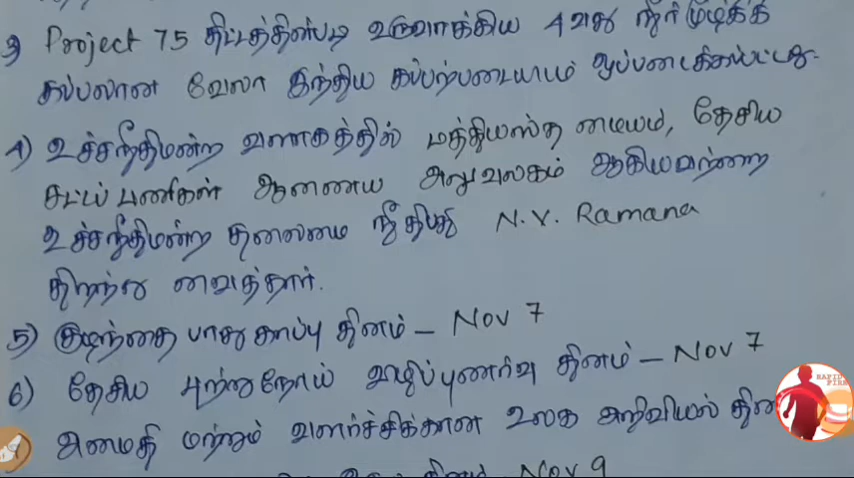 3) Project 75 திட்டத்தின்படி உருவாக்கிய 4 வது நீர்மூழ்கி
கப்பலான வேலா இந்திய கப்பற்படையிடம் ஒப்படைக்கப்பட்டது.
4) உச்சநீதிமன்ற வளாகத்தில் மத்தியஸ்த மையம், தேசிய
சட்டப் பணிகள் ஆணைய அலுவலகம் ஆகியவற்றை
உச்சநீதிமன்ற தலைமை நீதிபதி N.V. Ramana
திறந்து வைத்தார்.
5) குழந்தை பாதுகாப்பு தினம் - Nov 7
6) தேசிய புற்றுநோய் விழிப்புணர்வு தினம் - Nov 7
அமைதி மற்றும் வளர்ச்சிக்கான உலக அறிவியல் தின
தினம் Nov 9